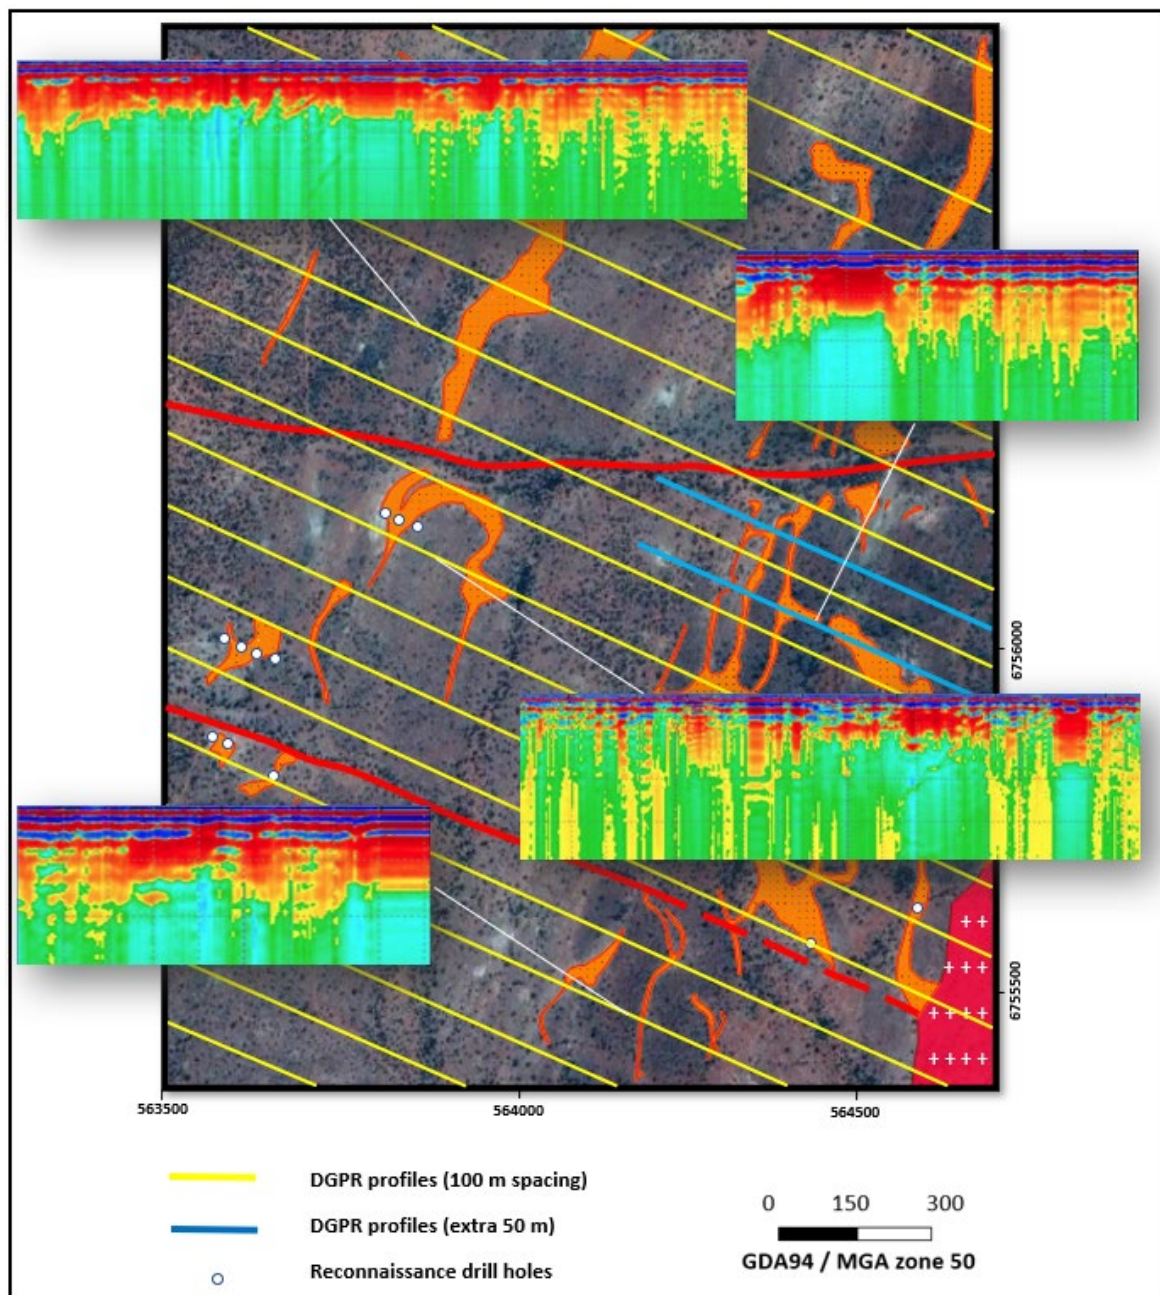 6756000
6755500
+ +
+ + +
+ + + +
+ + + +
563500
564000
564500
DGPR profiles (100 m spacing)
DGPR profiles (extra 50 m)
Reconnaissance drill holes
0 150 300
GDA94 / MGA zone 50